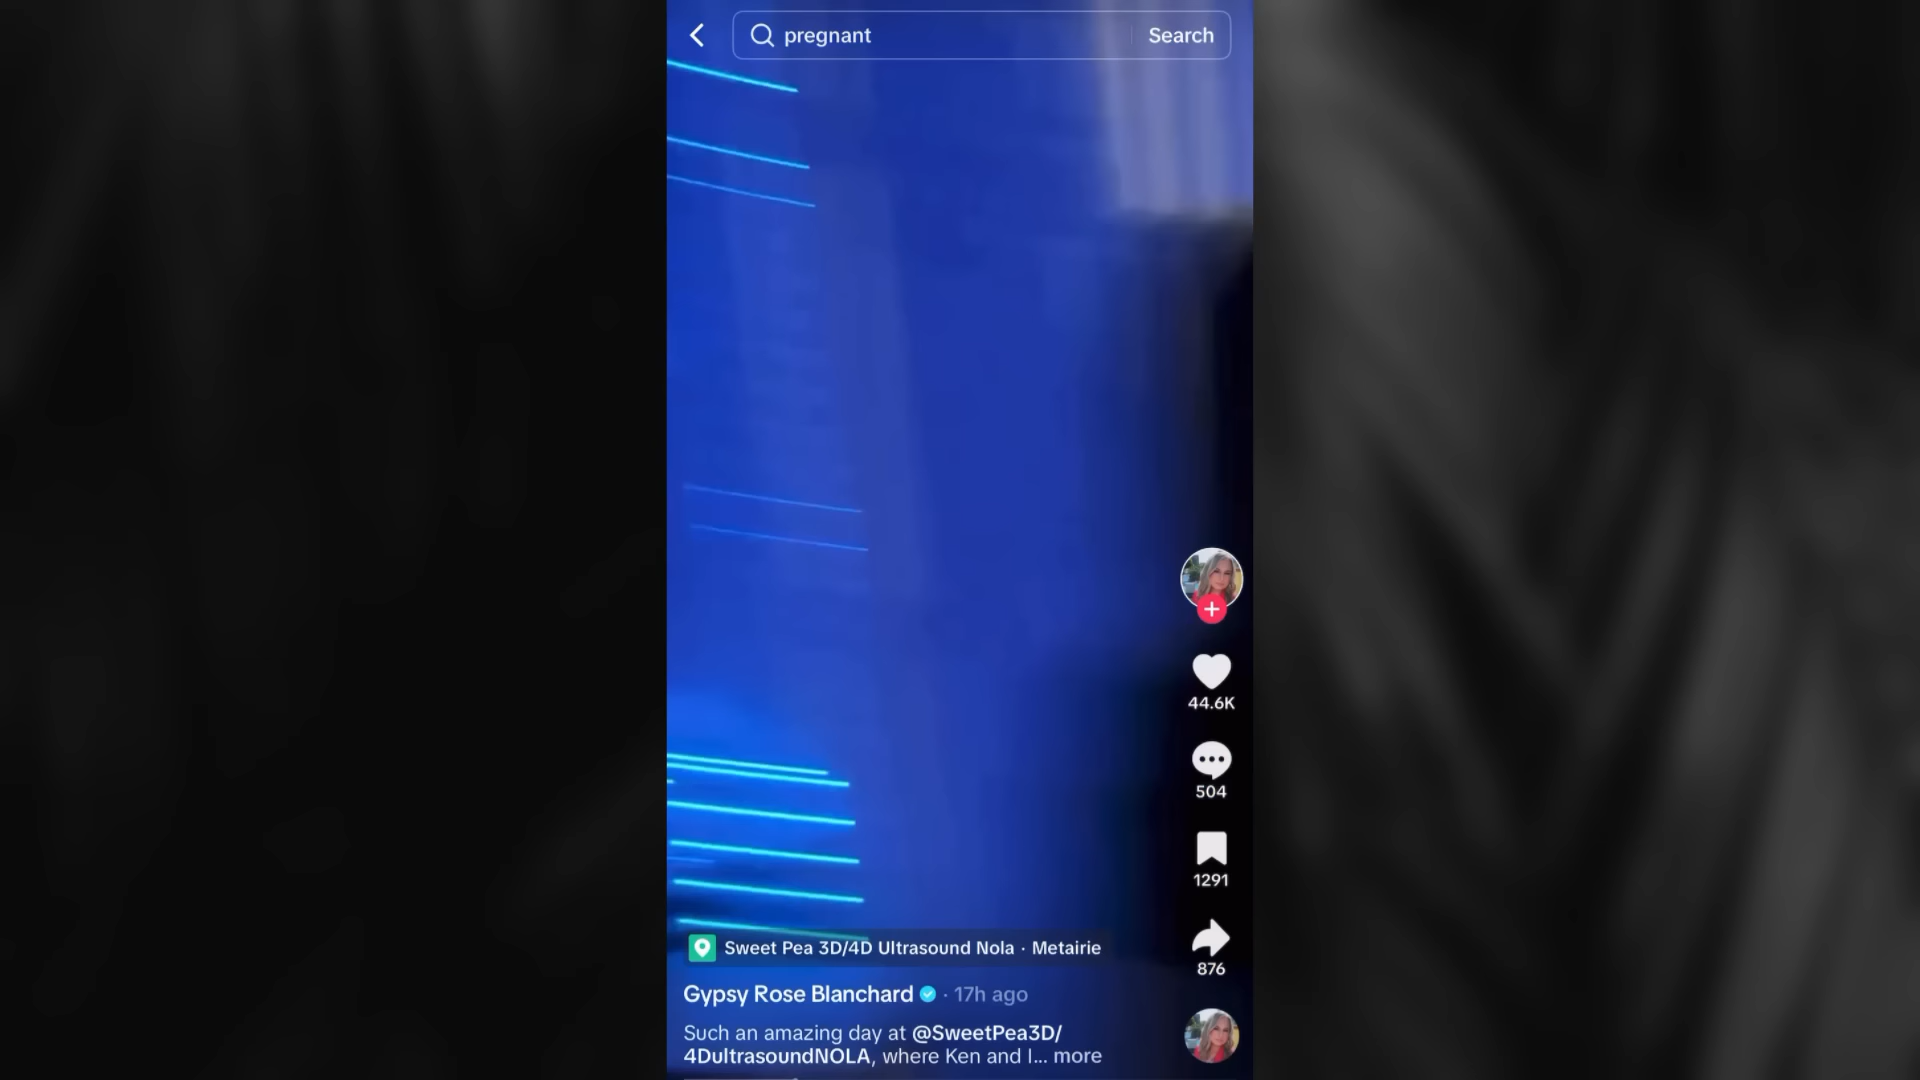 pregnant
Search
44.6K
504
1291
876
Sweet Pea 3D/4D Ultrasound Nola · Metairie
Gypsy Rose Blanchard · 17h ago
Such an amazing day at @SweetPea3D/
4DultrasoundNOLA, where Ken and I... more